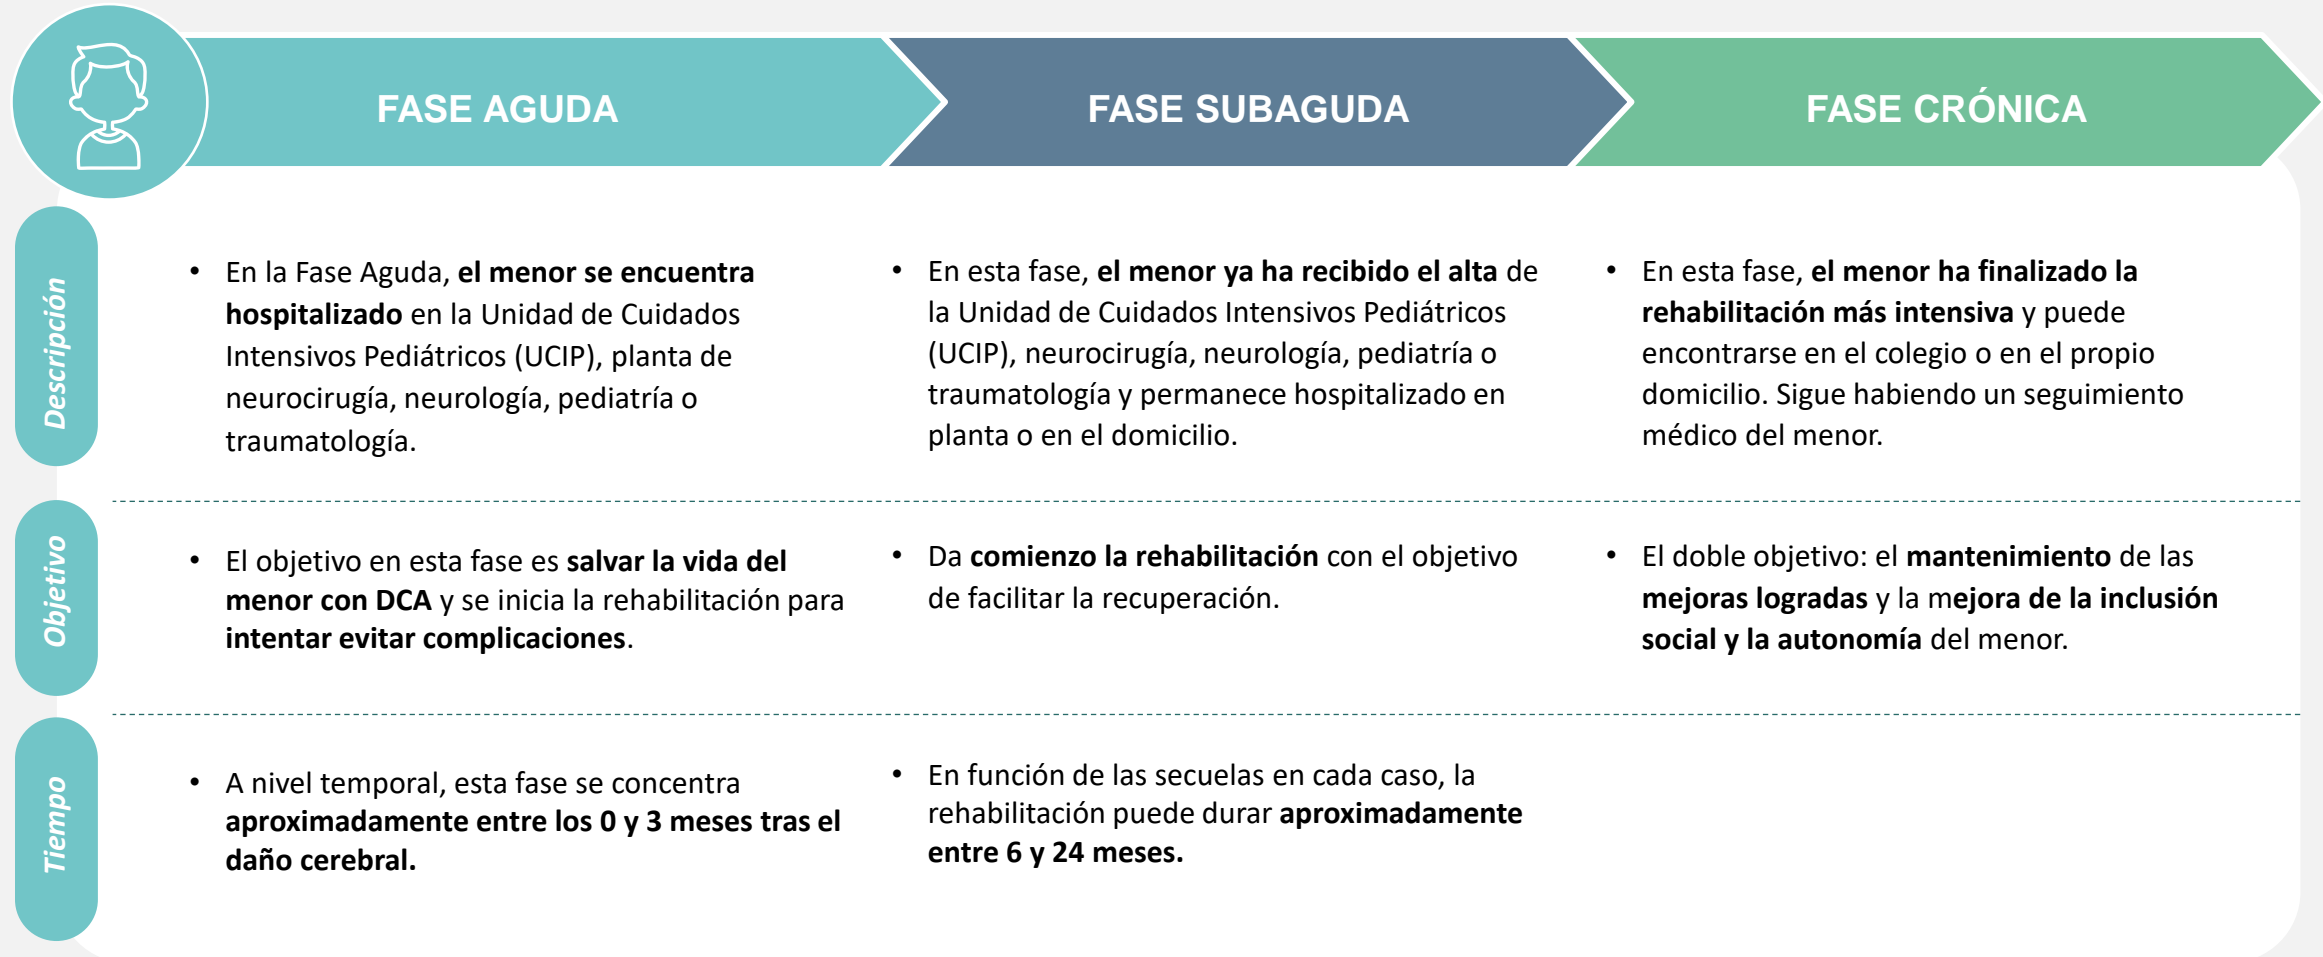 FASE AGUDA
FASE SUBAGUDA
FASE CRÓNICA
Descripción
• En la Fase Aguda, el menor se encuentra
hospitalizado en la Unidad de Cuidados
Intensivos Pediátricos (UCIP), planta de
neurocirugía, neurología, pediatría o
traumatología.
• En esta fase, el menor ya ha recibido el alta de
la Unidad de Cuidados Intensivos Pediátricos
(UCIP), neurocirugía, neurología, pediatría o
traumatología y permanece hospitalizado en
planta o en el domicilio.
• En esta fase, el menor ha finalizado la
rehabilitación más intensiva y puede
encontrarse en el colegio o en el propio
domicilio. Sigue habiendo un seguimiento
médico del menor.
Objetivo
• El objetivo en esta fase es salvar la vida del
menor con DCA y se inicia la rehabilitación para
intentar evitar complicaciones.
• Da comienzo la rehabilitación con el objetivo
de facilitar la recuperación.
• El doble objetivo: el mantenimiento de las
mejoras logradas y la mejora de la inclusión
social y la autonomía del menor.
Tiempo
• A nivel temporal, esta fase se concentra
aproximadamente entre los 0 y 3 meses tras el
daño cerebral.
• En función de las secuelas en cada caso, la
rehabilitación puede durar aproximadamente
entre 6 y 24 meses.